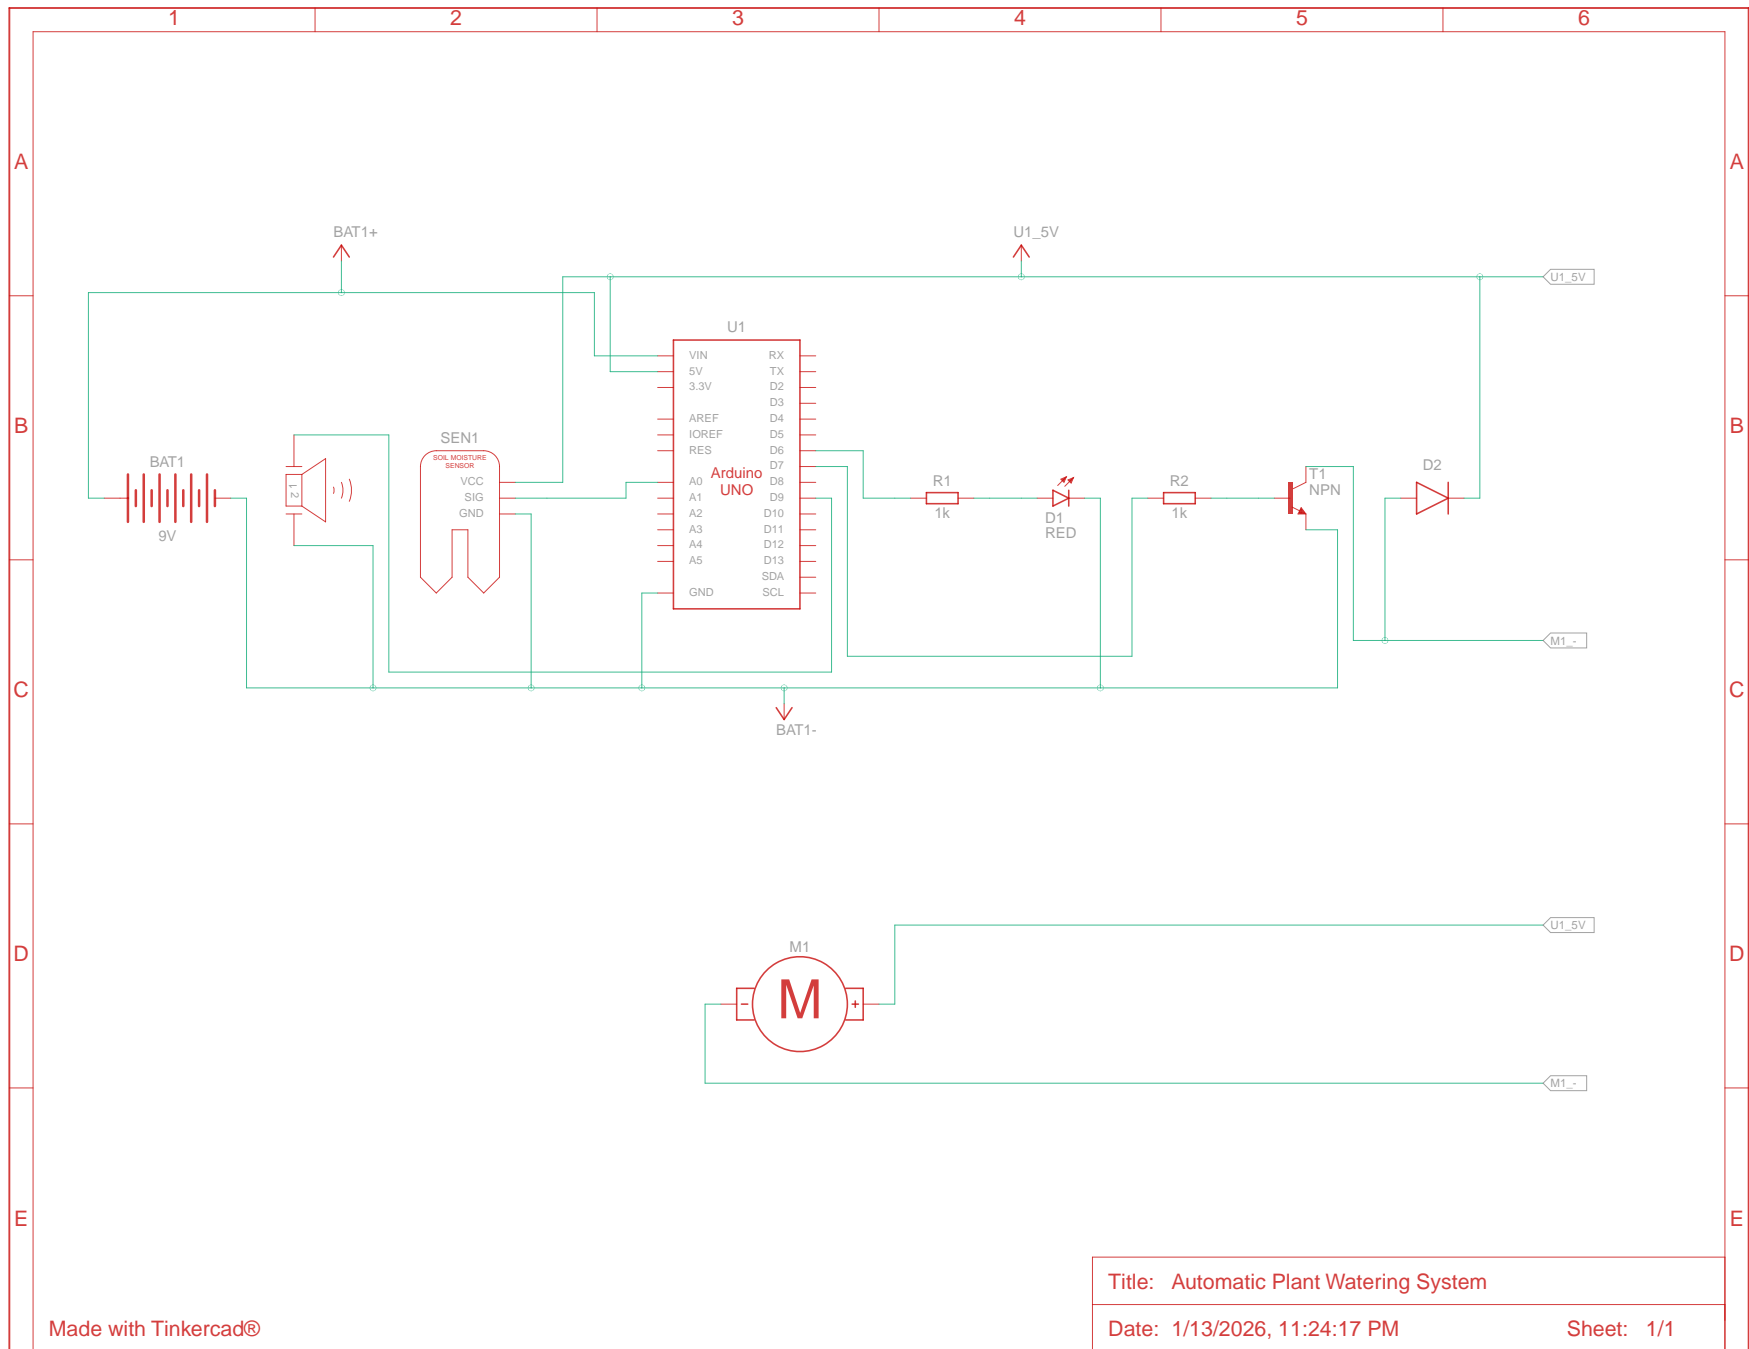 1 2 3 4 5 6
A A
BAT1+ U1_5V
U1_5V
U1
VIN RX
5V TX
3.3V D2
D3
AREF D4
IOREF D5
RES D6
D7
A0 D8
A1 D9
A2 D10
A3 D11
A4 D12
A5 D13
SDA
GND SCL
Arduino
UNO
B B
SEN1
SOIL MOISTURE
SENSOR
VCC
SIG
GND
BAT1
9V
1 2
R1
1k
D1
RED
R2
1k
T1
NPN
D2
M1_-
C C
BAT1-
U1_5V
D D
M1
M
- +
M1_-
E E
Title: Automatic Plant Watering System
Made with Tinkercad®
Date: 1/13/2026, 11:24:17 PM Sheet: 1/1